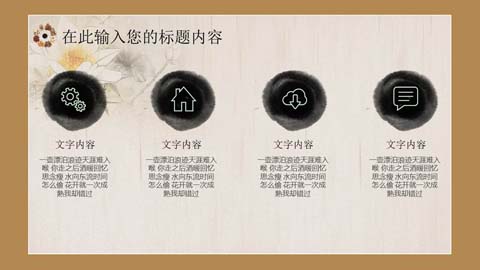 在此输入您的标题内容
文字内容
一壶漂泊浪迹天涯难入
喉 你走之后酒暖回忆
思念瘦 水向东流时间
怎么偷 花开就一次成
熟我却错过
文字内容
一壶漂泊浪迹天涯难入
喉 你走之后酒暖回忆
思念瘦 水向东流时间
怎么偷 花开就一次成
熟我却错过
文字内容
一壶漂泊浪迹天涯难入
喉 你走之后酒暖回忆
思念瘦 水向东流时间
怎么偷 花开就一次成
熟我却错过
文字内容
一壶漂泊浪迹天涯难入
喉 你走之后酒暖回忆
思念瘦 水向东流时间
怎么偷 花开就一次成
熟我却错过